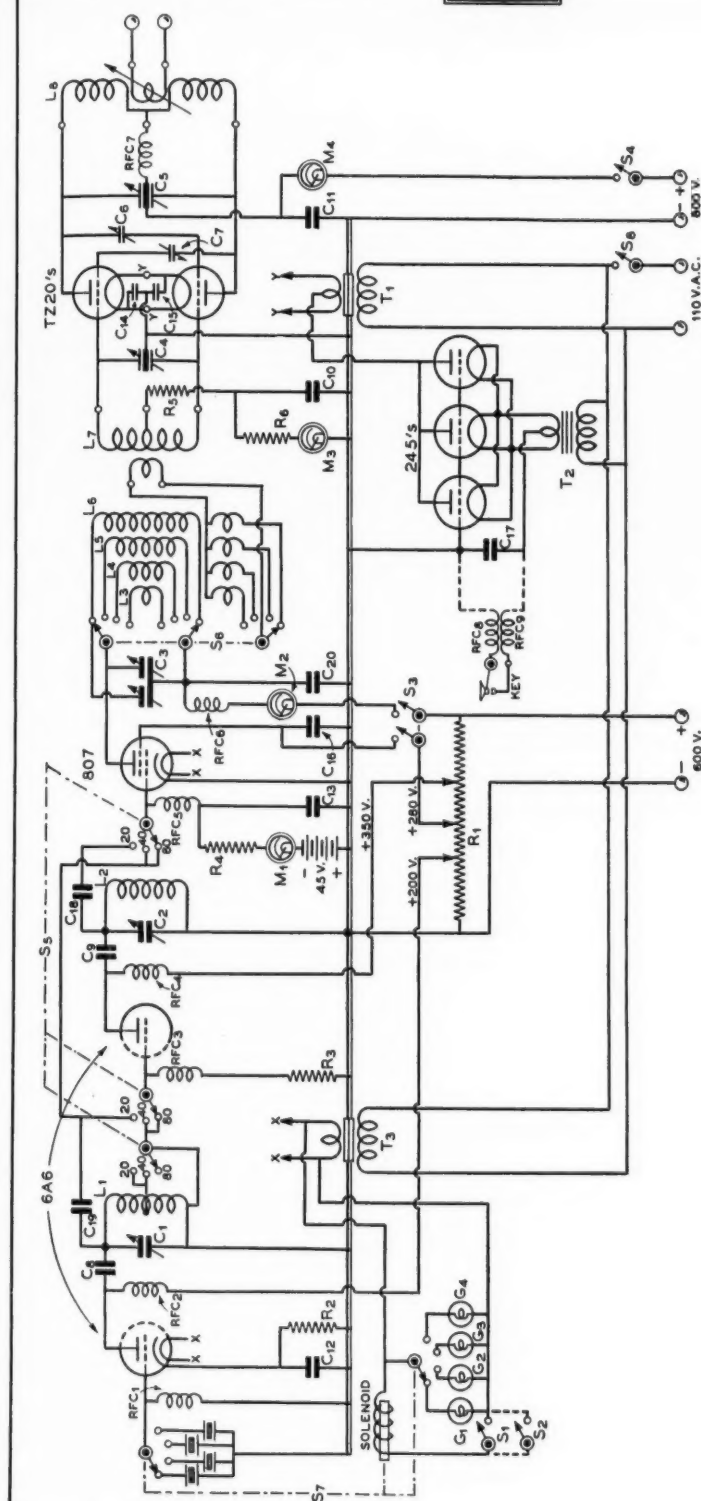 L8
RFC7
M4
S4
+
-
800 V.
C5
C6
C7
C11
TZ20's
Y
Y
C14
C15
C4
Y
Y
T1
S8
110 V.A.C.
L7
R5
C10
R6
M3
24 5's
T2
L6
L5
L4
L3
S6
C17
RFC8
RFC9
KEY
C3
C20
M2
RFC6
S3
807
X
X
C16
C13
RFC5
R4
M1
45 V.
-
+
+350 V.
+280 V.
+200 V.
R1
+
-
600 V.
20
40
80
C18
L2
C2
C9
RFC4
S5
RFC3
R3
6A6
20
40
80
20
40
80
C19
L1
C1
C8
RFC2
X
X
T3
X
X
C12
R2
RFC1
SOLENOID
G1
G2
G3
G4
S1
S2
S7